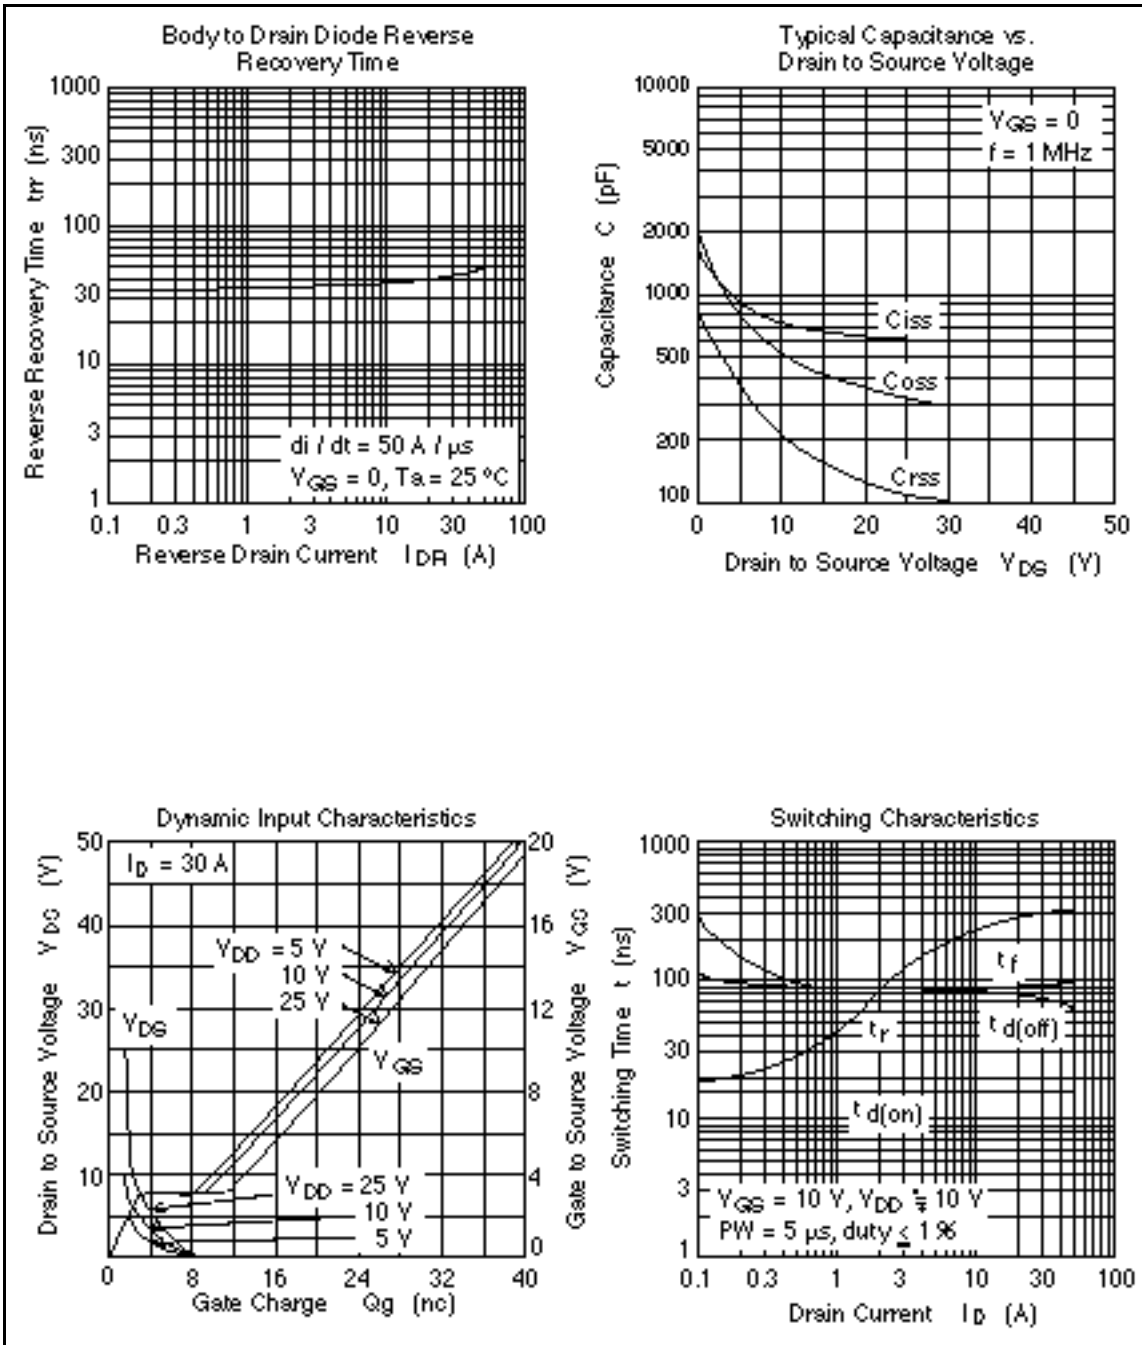 Body to Drain Diode Reverse
Recovery Time
1000
300
100
30
10
3
1
Reverse Recovery Time trr (ns)
di / dt = 50 A / µs
VGS = 0, Ta = 25 °C
0.1 0.3 1 3 10 30 100
Reverse Drain Current IDR (A)
Typical Capacitance vs.
Drain to Source Voltage
10000
5000
2000
1000
500
200
100
Capacitance C (pF)
VGS = 0
f = 1 MHz
Ciss
Coss
Crss
0 10 20 30 40 50
Drain to Source Voltage VDS (V)
Dynamic Input Characteristics
50
40
30
20
10
0
Drain to Source Voltage VDS (V)
ID = 30 A
VDD = 5 V
10 V
25 V
VDS
VGS
VDD = 25 V
10 V
5 V
20
16
12
8
4
0
Gate to Source Voltage VGS (V)
0 8 16 24 32 40
Gate Charge Qg (nc)
Switching Characteristics
1000
300
100
30
10
3
1
Switching Time t (ns)
tf
tr
td(off)
td(on)
VGS = 10 V, VDD ≒ 10 V
PW = 5 µs, duty ≤ 1 %
0.1 0.3 1 3 10 30 100
Drain Current ID (A)